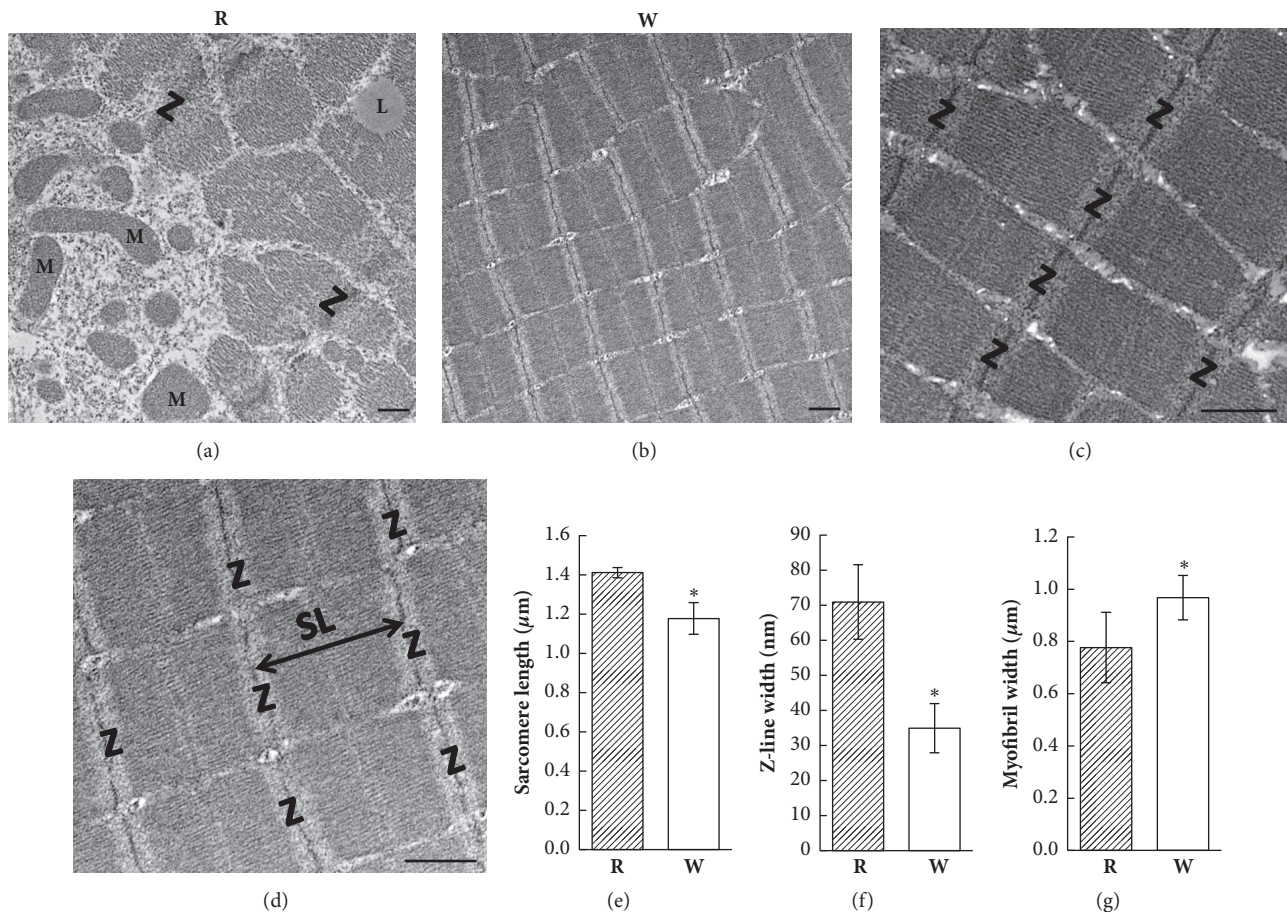 R
W
Z
L
M
M
Z
M
(a)
(b)
Z
Z
Z
Z
Z
Z
(c)
Z
Z
SL
Z
Z
Z
Z
Z
(d)
Sarcomere length (μm)
1.6
1.4
1.2
1.0
0.8
0.6
0.4
0.2
0.0
*
R W
(e)
Z-line width (nm)
90
80
70
60
50
40
30
20
10
0
*
R W
(f)
Myofibril width (μm)
1.2
1.0
0.8
0.6
0.4
0.2
0.0
*
R W
(g)